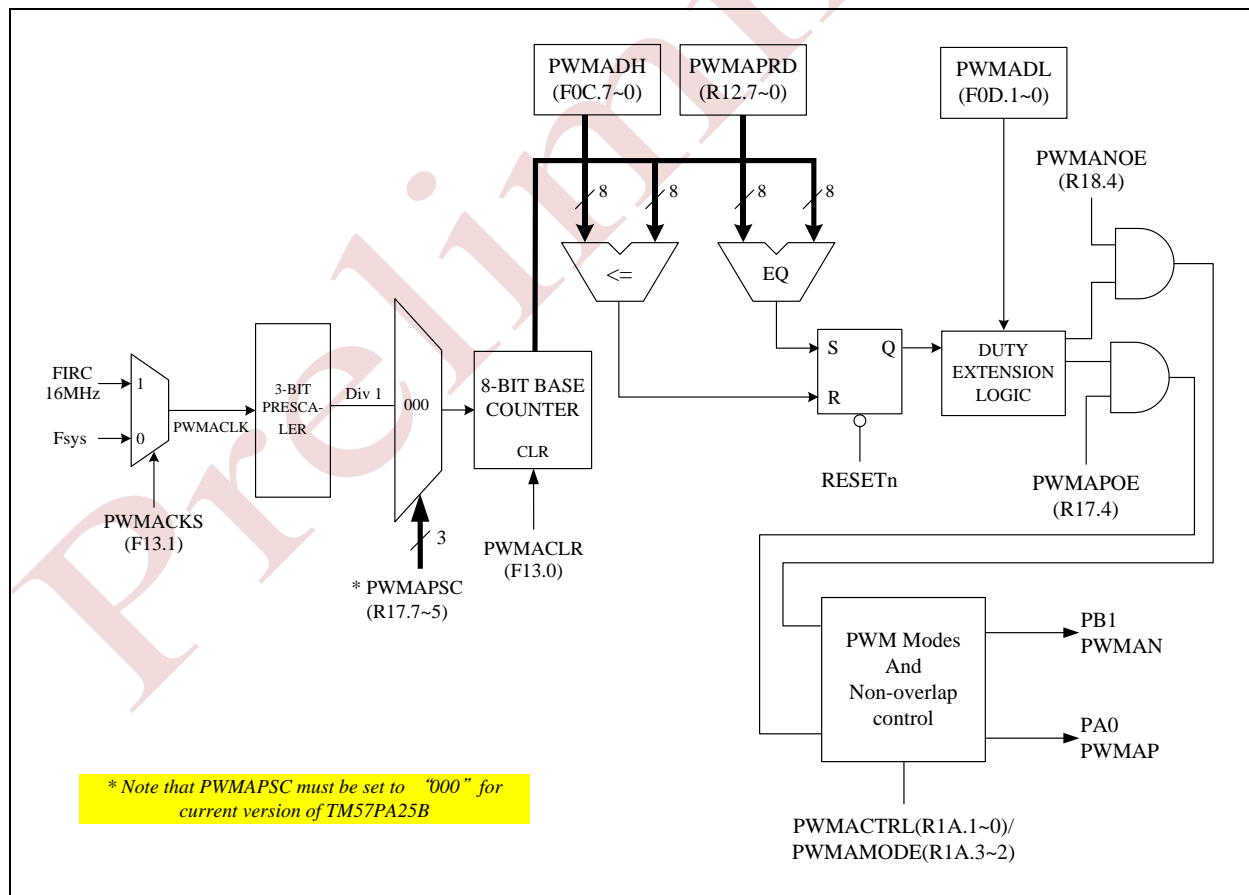 PWMADH
(F0C.7~0)
PWMAPRD
(R12.7~0)
PWMADL
(F0D.1~0)
PWMANOE
(R18.4)
8
8
8
8
<=
EQ
FIRC
16MHz
1
Fsys
0
PWMACLK
PWMACKS
(F13.1)
3-BIT
PRESCA-
LER
Div 1
000
3
* PWMAPSC
(R17.7~5)
8-BIT BASE
COUNTER
CLR
PWMACLR
(F13.0)
S
Q
R
RESETn
DUTY
EXTENSION
LOGIC
PWMAPOE
(R17.4)
PWM Modes
And
Non-overlap
control
PB1
PWMAN
PA0
PWMAP
PWMACTRL(R1A.1~0)/
PWMAMODE(R1A.3~2)
* Note that PWMAPSC must be set to “000” for
current version of TM57PA25B